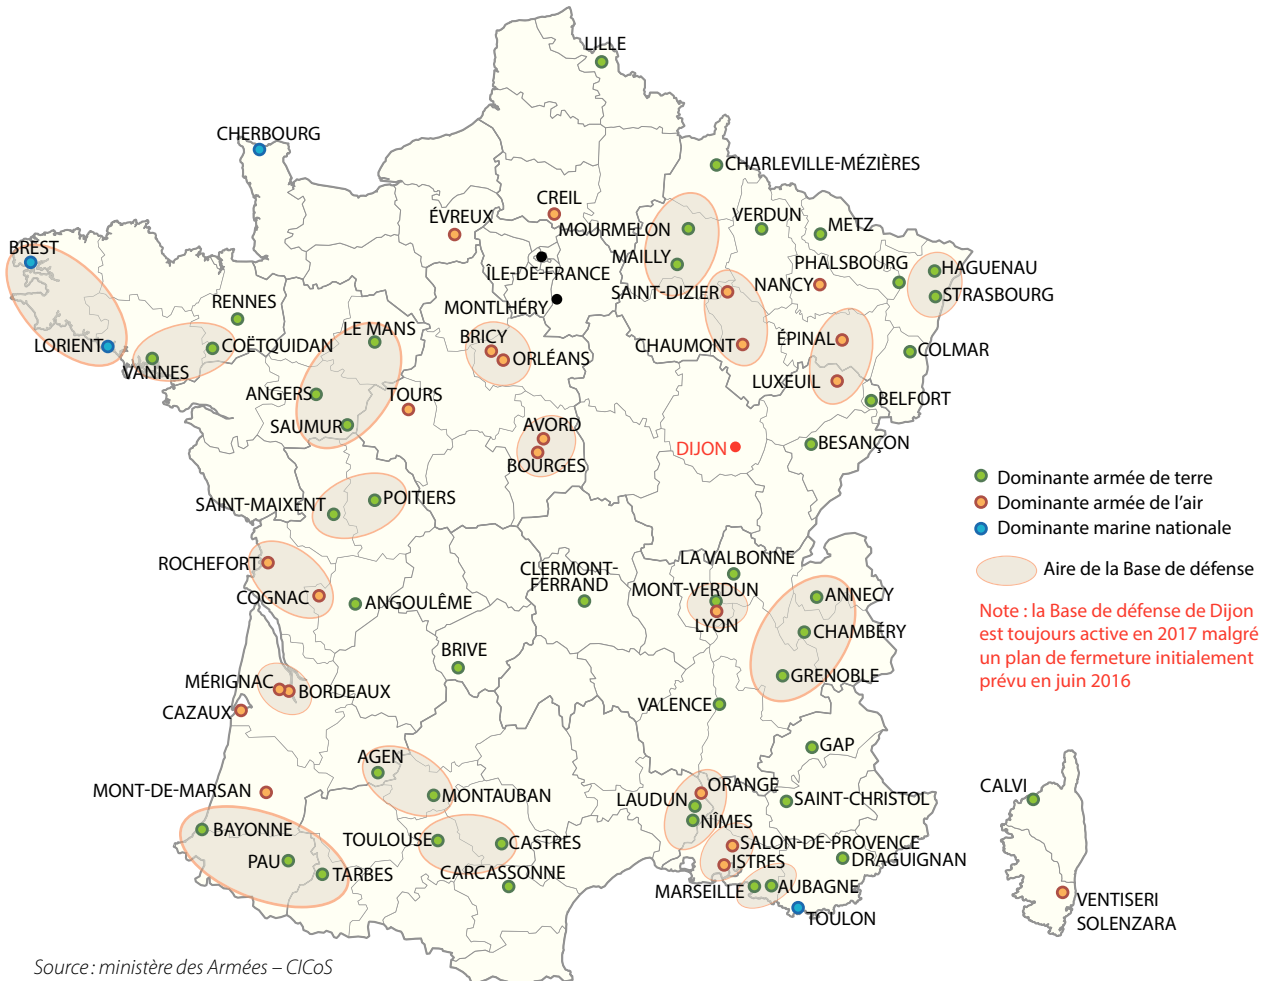 LILLE
CHERBOURG
CHARLEVILLE-MÉZIÈRES
CREIL
ÉVREUX
MOURMELON
VERDUN
METZ
BREST
MAILLY
PHALSBOURG
HAGUENAU
ÎLE-DE-FRANCE
NANCY
SAINT-DIZIER
STRASBOURG
MONTLHÉRY
RENNES
LE MANS
BRICY
LORIENT
COËTQUIDAN
ORLÉANS
CHAUMONT
ÉPINAL
COLMAR
VANNES
LUXEUIL
ANGERS
TOURS
BELFORT
SAUMUR
AVORD
DIJON
BESANÇON
BOURGES
SAINT-MAIXENT
POITIERS
Dominante armée de terre
Dominante armée de l'air
Dominante marine nationale
Aire de la Base de défense
Note : la Base de défense de Dijon
est toujours active en 2017 malgré
un plan de fermeture initialement
prévu en juin 2016
ROCHEFORT
CLERMONT-
FERRAND
LA VALBONNE
COGNAC
ANGOULÊME
MONT-VERDUN
ANNECY
LYON
CHAMBÉRY
BRIVE
GRENOBLE
MÉRIGNAC
BORDEAUX
CAZAUX
VALENCE
GAP
AGEN
MONT-DE-MARSAN
MONTAUBAN
ORANGE
LAUDUN
SAINT-CHRISTOL
CALVI
BAYONNE
NÎMES
TOULOUSE
CASTRES
SALON-DE-PROVENCE
PAU
ISTRES
DRAGUIGNAN
TARBES
CARCASSONNE
MARSEILLE
AUBAGNE
TOULON
VENTISERI
SOLENZARA
Source : ministère des Armées – CICoS